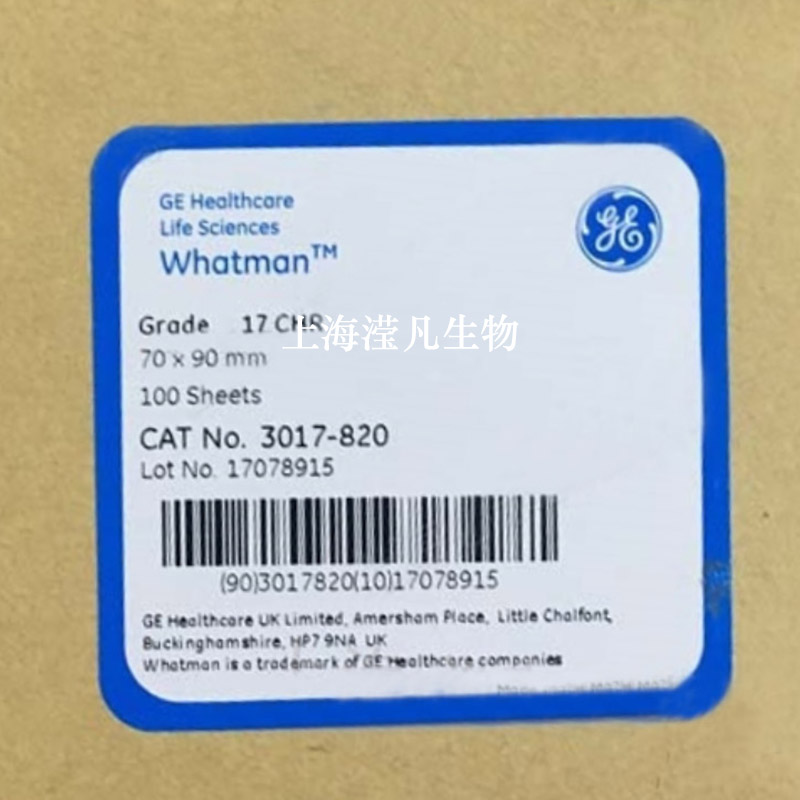 GE Healthcare
Life Sciences
Whatman™
GE
Grade 17 CHR
上海滢凡生物
70 x 90 mm
100 Sheets
CAT No. 3017-820
Lot No. 17078915
(90)3017820(10)17078915
GE Healthcare UK Limited, Amersham Place, Little Chalfont,
Buckinghamshire, HP7 9NA UK
Whatman is a trademark of GE Healthcare companies